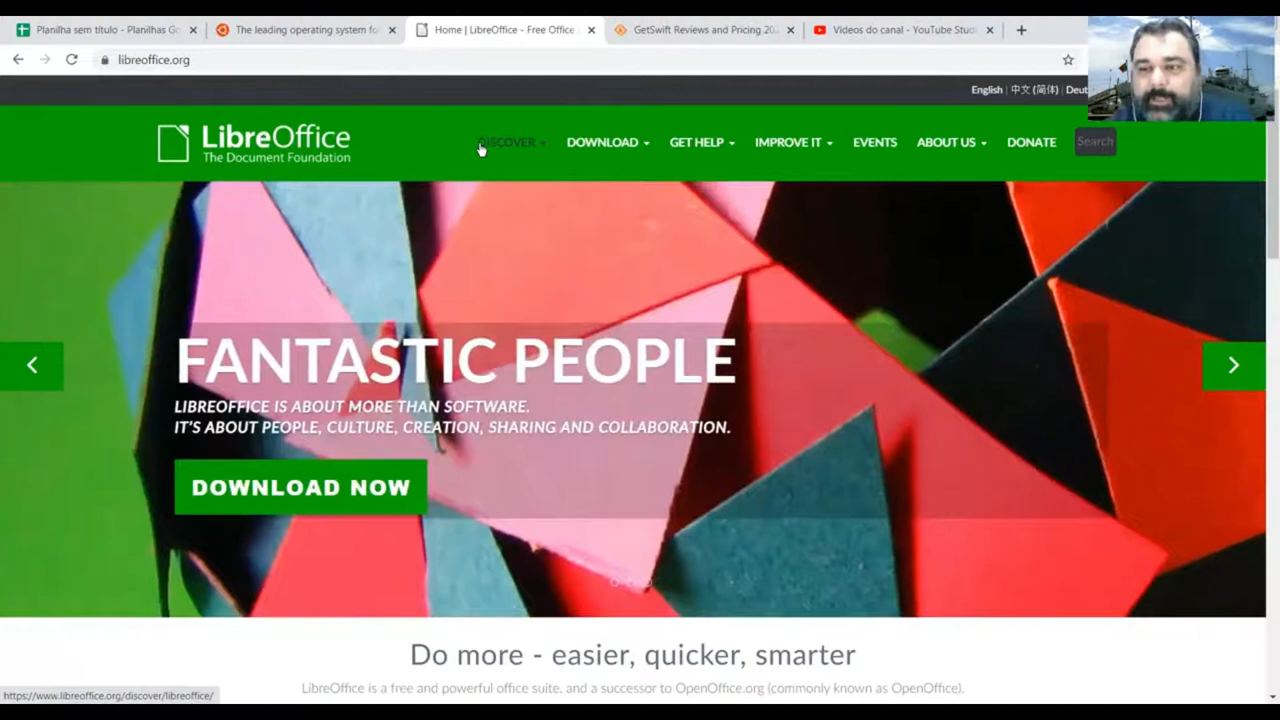 Planilha sem título - Planilhas Go
The leading operating system fo
Home | LibreOffice - Free Office
GetSwift Reviews and Pricing 20
Vídeos do canal - YouTube Stud
libreoffice.org
English | 中文 (简体) | Deut
LibreOffice
The Document Foundation
DISCOVER
DOWNLOAD
GET HELP
IMPROVE IT
EVENTS
ABOUT US
DONATE
Search
FANTASTIC PEOPLE
LIBREOFFICE IS ABOUT MORE THAN SOFTWARE.
IT'S ABOUT PEOPLE, CULTURE, CREATION, SHARING AND COLLABORATION.
DOWNLOAD NOW
Do more - easier, quicker, smarter
LibreOffice is a free and powerful office suite, and a successor to OpenOffice.org (commonly known as OpenOffice).
https://www.libreoffice.org/discover/libreoffice/